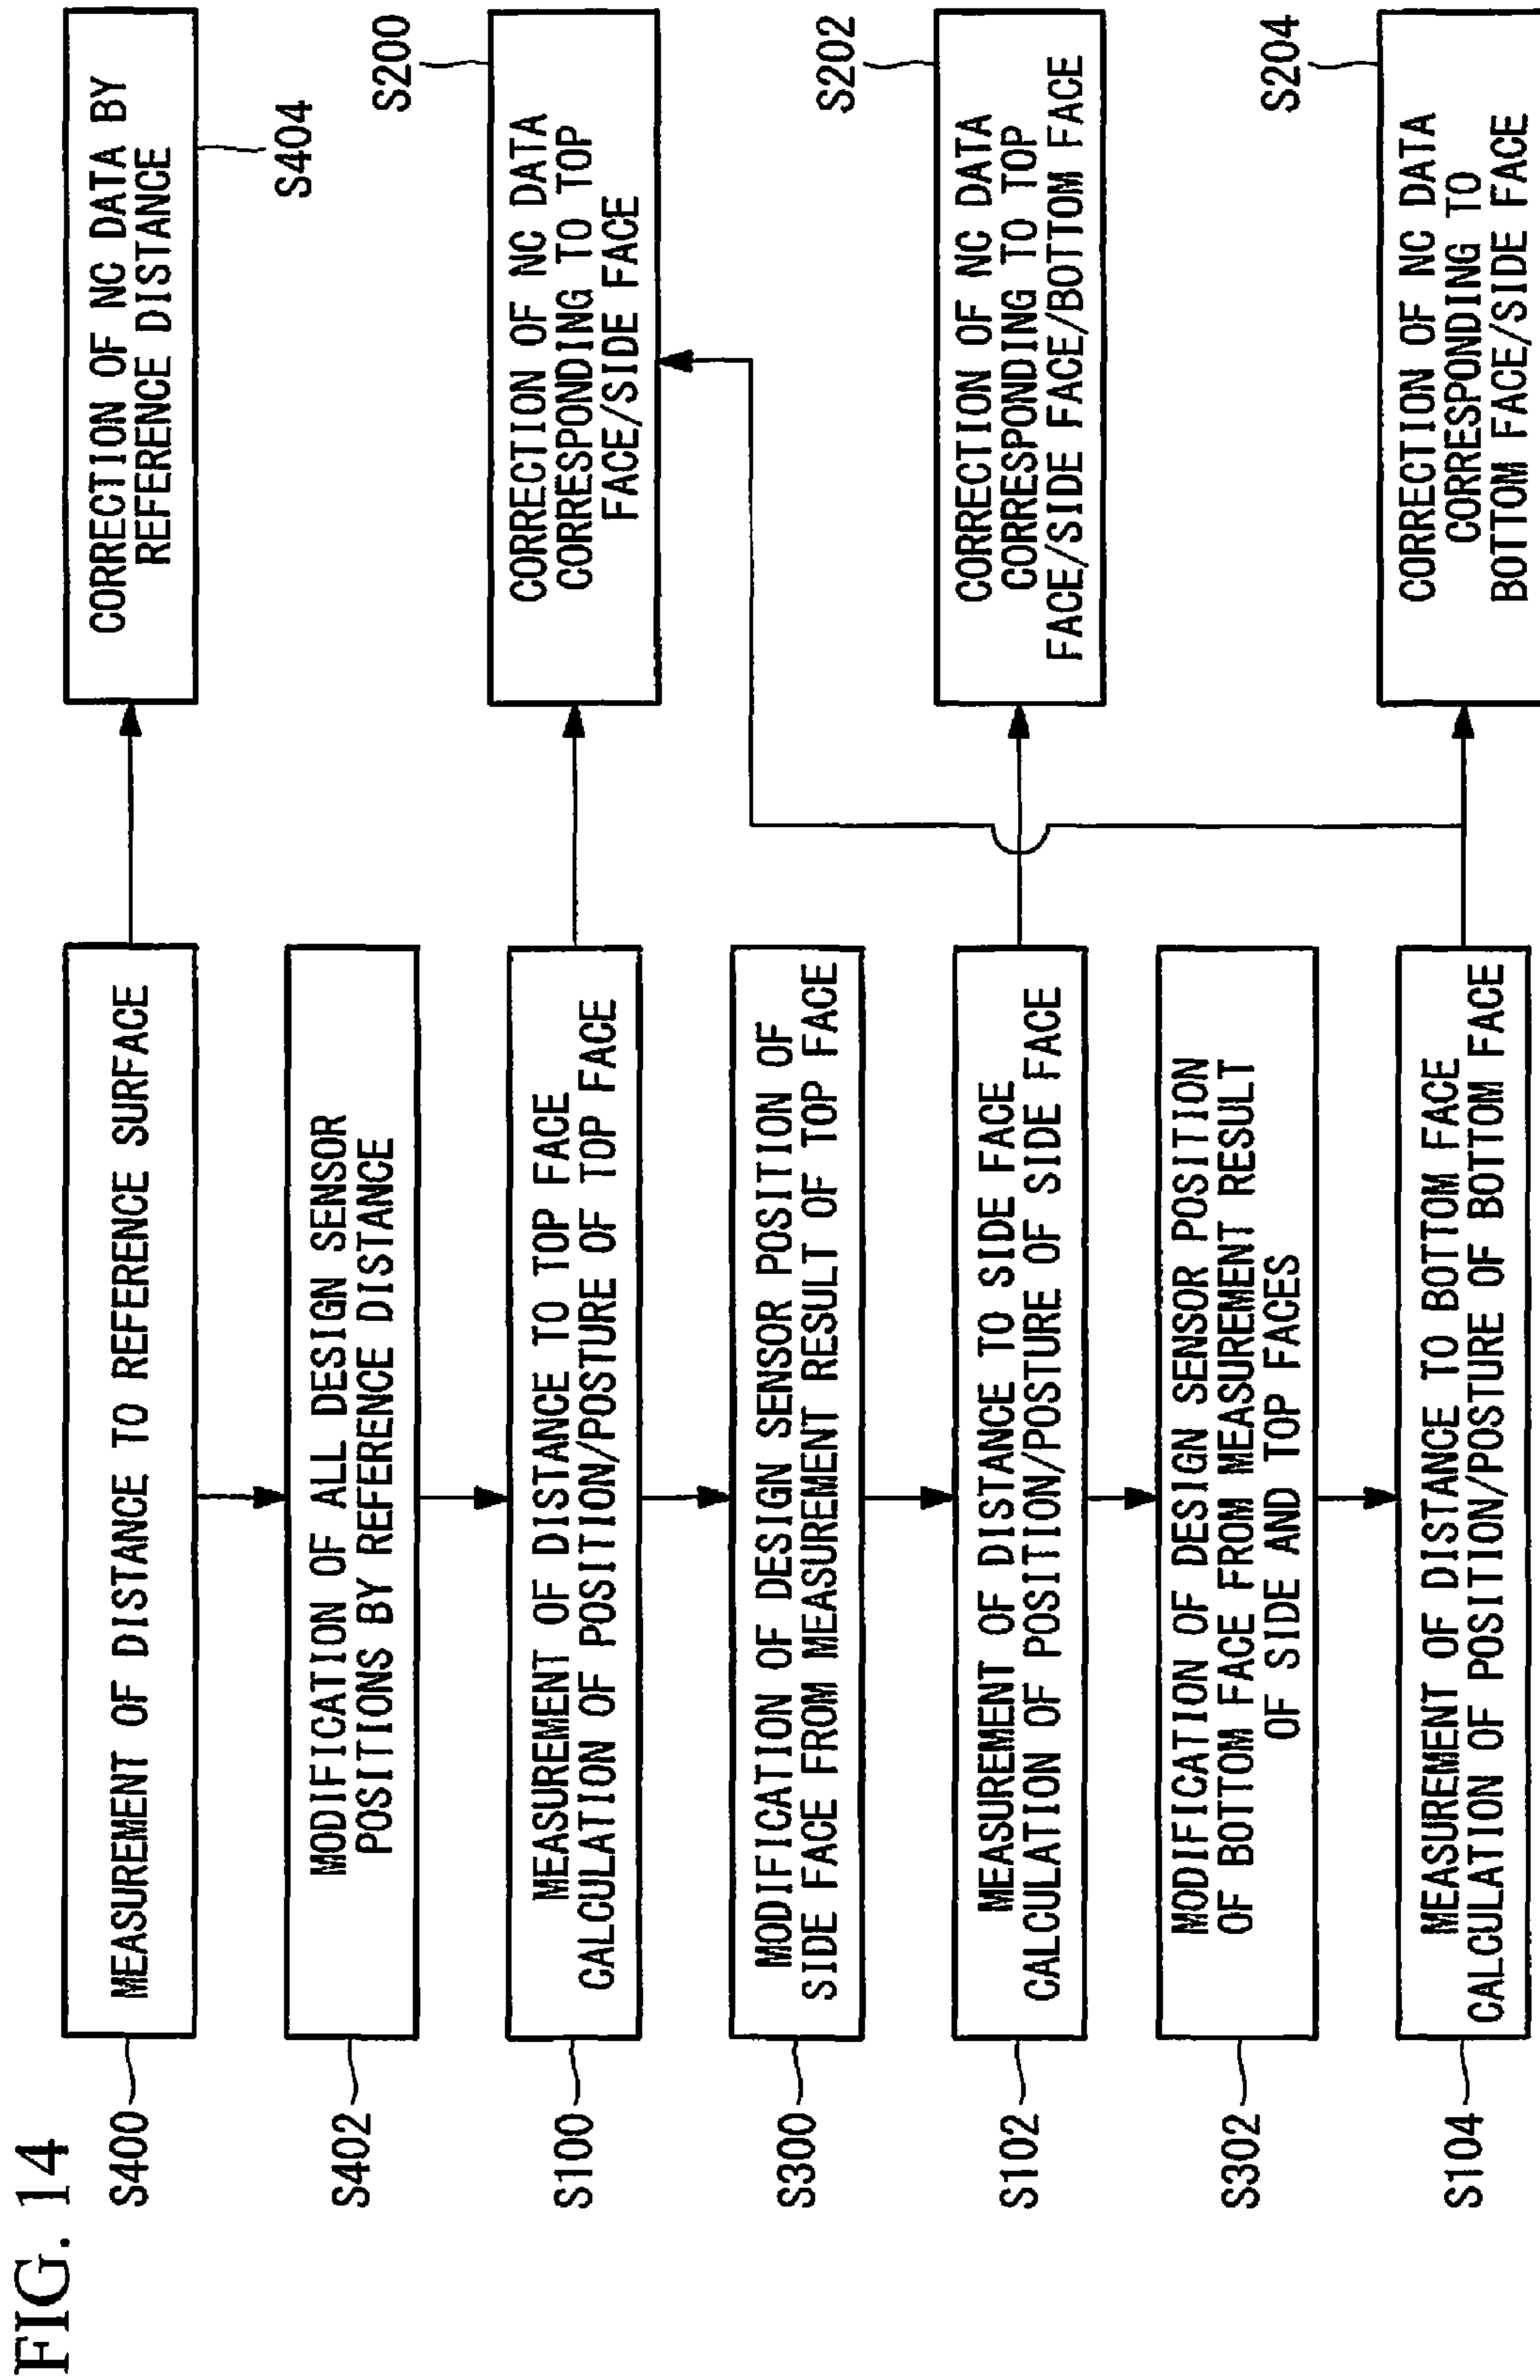 FIG. 14
S400
MEASUREMENT OF DISTANCE TO REFERENCE SURFACE
CORRECTION OF NC DATA BY
REFERENCE DISTANCE
S404
S402
MODIFICATION OF ALL DESIGN SENSOR
POSITIONS BY REFERENCE DISTANCE
S100
MEASUREMENT OF DISTANCE TO TOP FACE
CALCULATION OF POSITION/POSTURE OF TOP FACE
S200
CORRECTION OF NC DATA
CORRESPONDING TO TOP
FACE/SIDE FACE
S300
MODIFICATION OF DESIGN SENSOR POSITION OF
SIDE FACE FROM MEASUREMENT RESULT OF TOP FACE
S102
MEASUREMENT OF DISTANCE TO SIDE FACE
CALCULATION OF POSITION/POSTURE OF SIDE FACE
S202
CORRECTION OF NC DATA
CORRESPONDING TO TOP
FACE/SIDE FACE/BOTTOM FACE
S302
MODIFICATION OF DESIGN SENSOR POSITION
OF BOTTOM FACE FROM MEASUREMENT RESULT
OF SIDE AND TOP FACES
S104
MEASUREMENT OF DISTANCE TO BOTTOM FACE
CALCULATION OF POSITION/POSTURE OF BOTTOM FACE
S204
CORRECTION OF NC DATA
CORRESPONDING TO
BOTTOM FACE/SIDE FACE